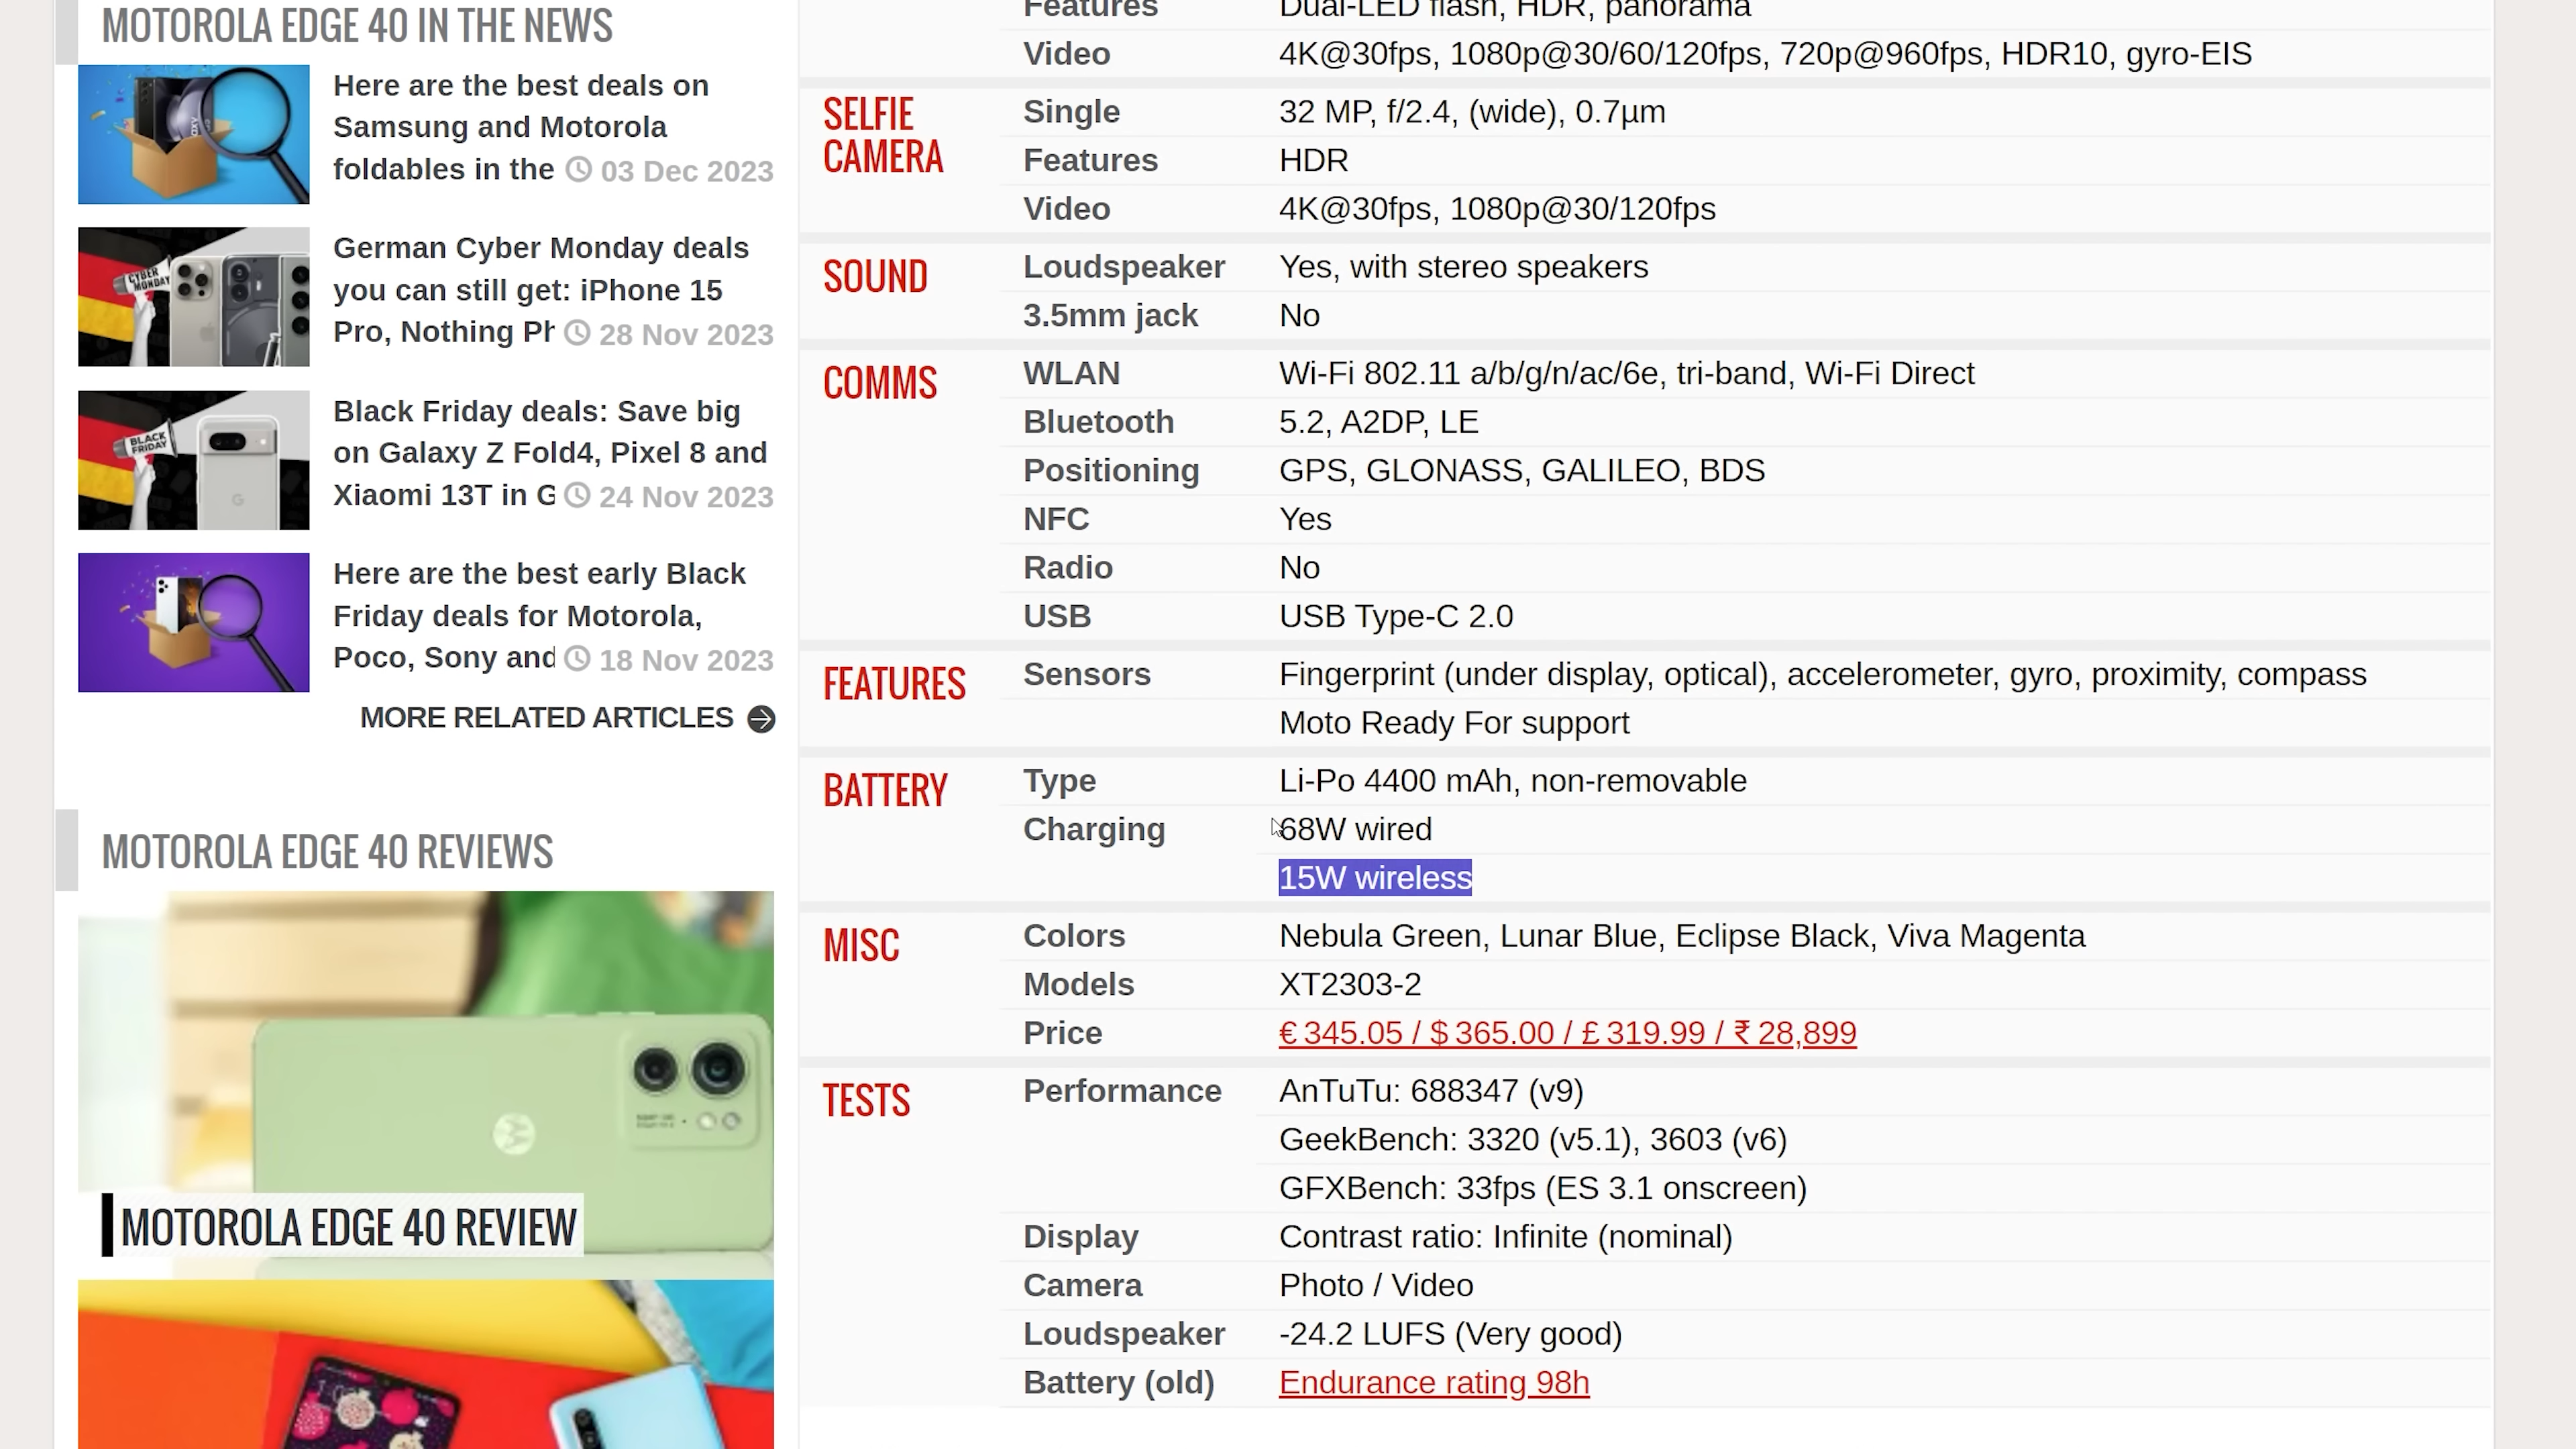 MOTOROLA EDGE 40 IN THE NEWS
Here are the best deals on
Samsung and Motorola
foldables in the 03 Dec 2023
CYBER
MONDAY
German Cyber Monday deals
you can still get: iPhone 15
Pro, Nothing Ph 28 Nov 2023
BLACK
FRIDAY
Black Friday deals: Save big
on Galaxy Z Fold4, Pixel 8 and
Xiaomi 13T in G 24 Nov 2023
Here are the best early Black
Friday deals for Motorola,
Poco, Sony and 18 Nov 2023
MORE RELATED ARTICLES
MOTOROLA EDGE 40 REVIEWS
MOTOROLA EDGE 40 REVIEW
Features Dual-LED flash, HDR, panorama
Video 4K@30fps, 1080p@30/60/120fps, 720p@960fps, HDR10, gyro-EIS
SELFIE
CAMERA
Single 32 MP, f/2.4, (wide), 0.7µm
Features HDR
Video 4K@30fps, 1080p@30/120fps
SOUND Loudspeaker Yes, with stereo speakers
3.5mm jack No
COMMS WLAN Wi-Fi 802.11 a/b/g/n/ac/6e, tri-band, Wi-Fi Direct
Bluetooth 5.2, A2DP, LE
Positioning GPS, GLONASS, GALILEO, BDS
NFC Yes
Radio No
USB USB Type-C 2.0
FEATURES Sensors Fingerprint (under display, optical), accelerometer, gyro, proximity, compass
Moto Ready For support
BATTERY Type Li-Po 4400 mAh, non-removable
Charging 68W wired
15W wireless
MISC Colors Nebula Green, Lunar Blue, Eclipse Black, Viva Magenta
Models XT2303-2
Price € 345.05 / $ 365.00 / £ 319.99 / ₹ 28,899
TESTS Performance AnTuTu: 688347 (v9)
GeekBench: 3320 (v5.1), 3603 (v6)
GFXBench: 33fps (ES 3.1 onscreen)
Display Contrast ratio: Infinite (nominal)
Camera Photo / Video
Loudspeaker -24.2 LUFS (Very good)
Battery (old) Endurance rating 98h